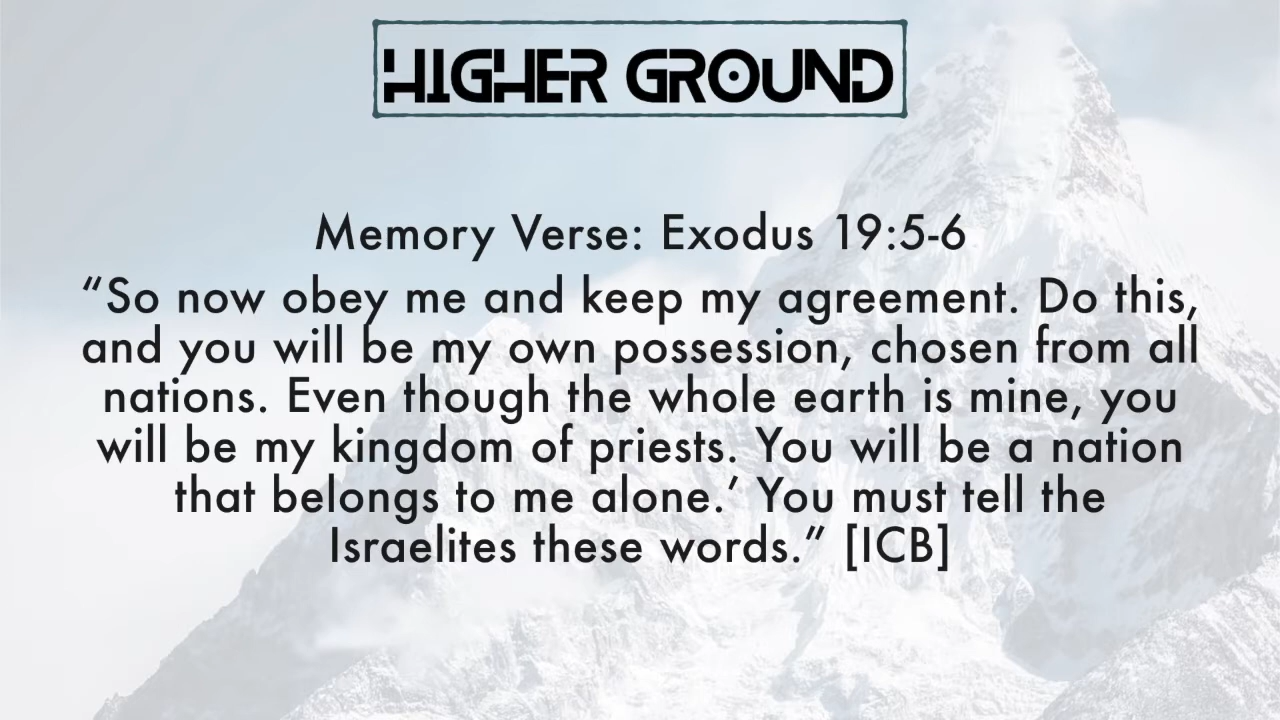 HIGHER GROUND
Memory Verse: Exodus 19:5-6
“So now obey me and keep my agreement. Do this,
and you will be my own possession, chosen from all
nations. Even though the whole earth is mine, you
will be my kingdom of priests. You will be a nation
that belongs to me alone.’ You must tell the
Israelites these words.” [ICB]